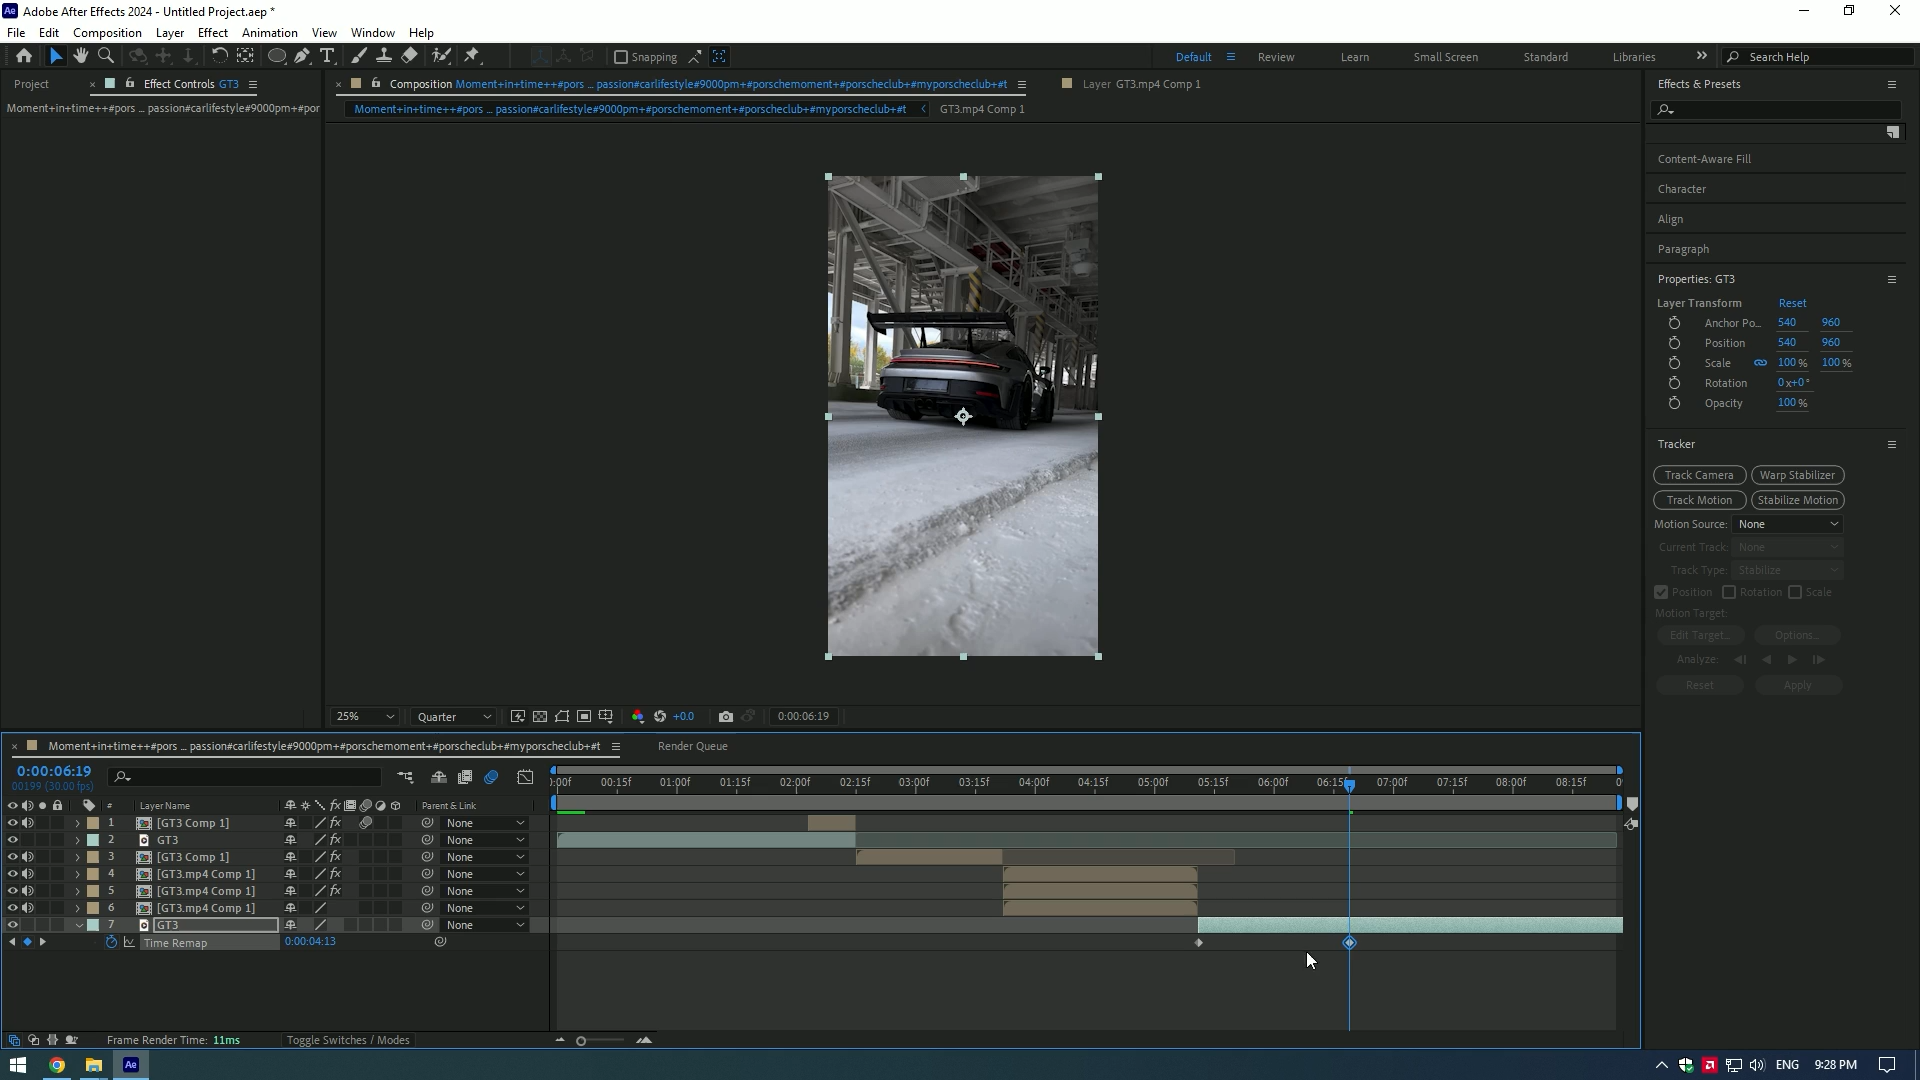 Adobe After Effects 2024 - Untitled Project.aep *
File Edit Composition Layer Effect Animation View Window Help
Snapping
Default Review Learn Small Screen Standard Libraries
Search Help
Project
Effect Controls GT3
Moment+in+time++#pors ... passion#carlifestyle#9000pm+#por
Composition Moment+in+time++#pors ... passion#carlifestyle#9000pm+#porschemoment+#porscheclub+#myporscheclub+#t
Layer GT3.mp4 Comp 1
Moment+in+time++#pors ... passion#carlifestyle#9000pm+#porschemoment+#porscheclub+#myporscheclub+#t
GT3.mp4 Comp 1
Effects & Presets
Content-Aware Fill
Character
Align
Paragraph
Properties: GT3
Layer Transform Reset
Anchor Po... 540 960
Position 540 960
Scale 100 % 100 %
Rotation 0x+0°
Opacity 100 %
Tracker
Track Camera Warp Stabilizer
Track Motion Stabilize Motion
Motion Source: None
Current Track: None
Track Type: Stabilize
Position Rotation Scale
Motion Target:
Edit Target... Options...
Analyze:
Reset Apply
25% Quarter +0.0 0:00:06:19
Moment+in+time++#pors ... passion#carlifestyle#9000pm+#porschemoment+#porscheclub+#myporscheclub+#t
Render Queue
0:00:06:19
00199 (30.00 fps)
:00f 00:15f 01:00f 01:15f 02:00f 02:15f 03:00f 03:15f 04:00f 04:15f 05:00f 05:15f 06:00f 06:15f 07:00f 07:15f 08:00f 08:15f 0
# Layer Name fx Parent & Link
1 [GT3 Comp 1] fx None
2 GT3 fx None
3 [GT3 Comp 1] fx None
4 [GT3.mp4 Comp 1] fx None
5 [GT3.mp4 Comp 1] fx None
6 [GT3.mp4 Comp 1] None
7 GT3 None
Time Remap 0:00:04:13
Frame Render Time: 11ms
Toggle Switches / Modes
Ae
ENG 9:28 PM